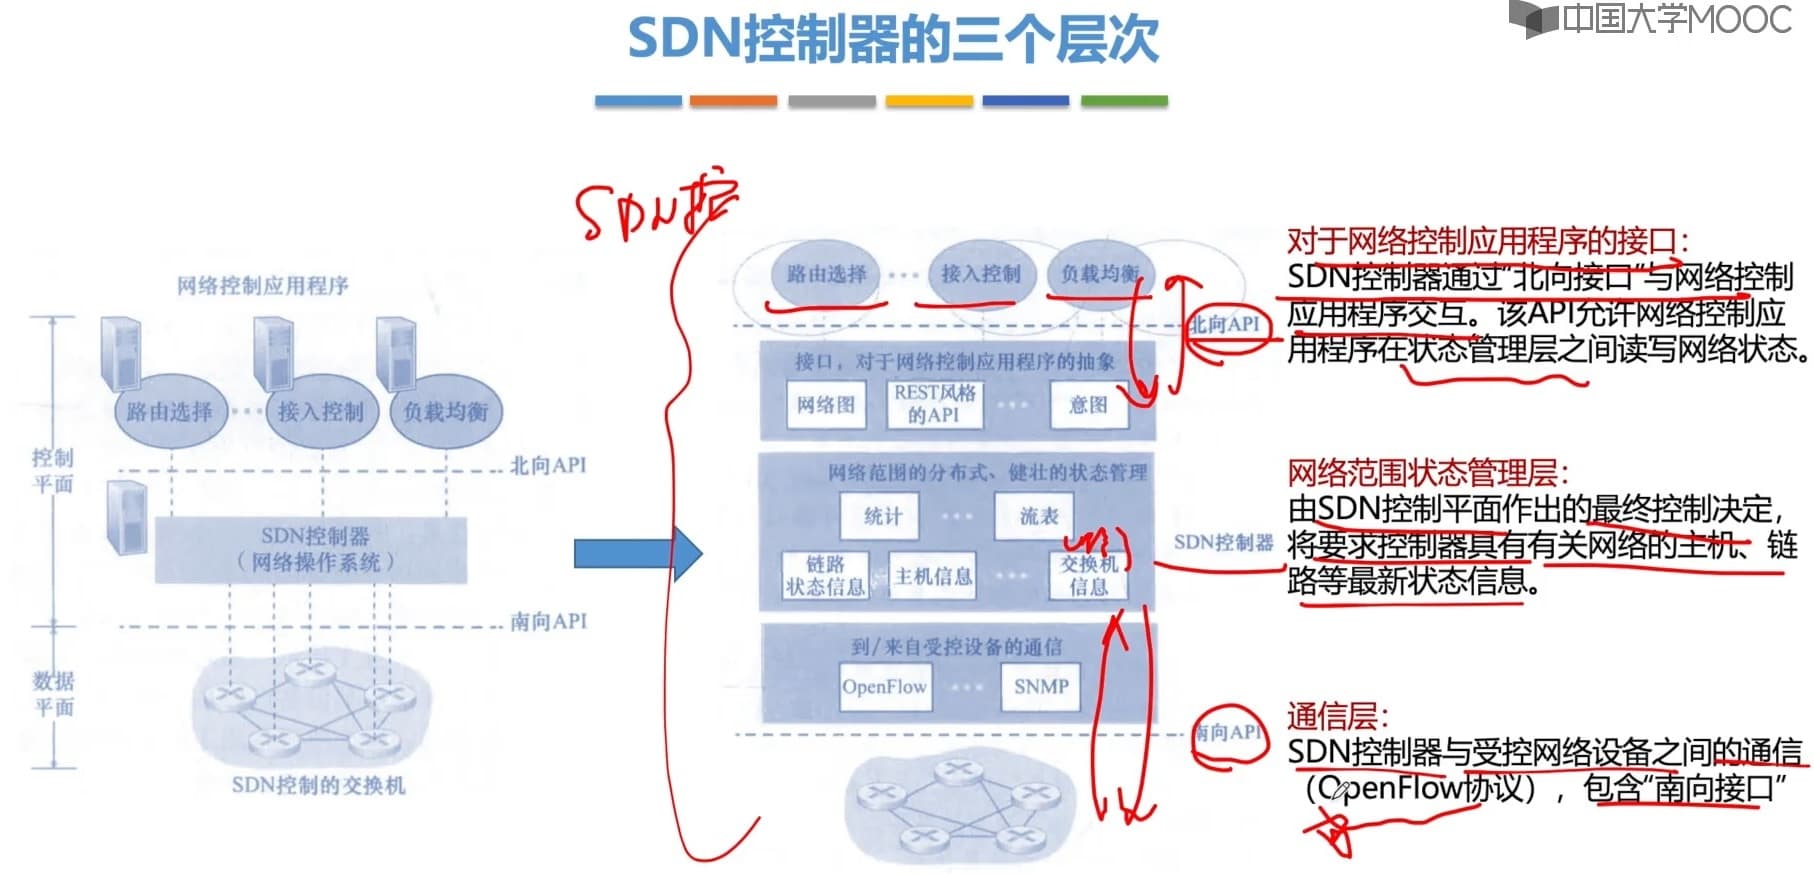 SDN控制器的三个层次
中国大学MOOC
网络控制应用程序
路由选择
接入控制
负载均衡
控制
平面
北向API
SDN控制器
（网络操作系统）
南向API
数据
平面
SDN控制的交换机
SDN控
路由选择
接入控制
负载均衡
北向API
接口，对于网络控制应用程序的抽象
网络图
REST风格
的API
意图
网络范围的分布式、健壮的状态管理
统计
流表
链路
状态信息
主机信息
交换机
信息
SDN控制器
到/来自受控设备的通信
OpenFlow
SNMP
南向API
对于网络控制应用程序的接口：
SDN控制器通过“北向接口”与网络控制
应用程序交互。该API允许网络控制应
用程序在状态管理层之间读写网络状态。
网络范围状态管理层：
由SDN控制平面作出的最终控制决定，
将要求控制器具有有关网络的主机、链
路等最新状态信息。
通信层：
SDN控制器与受控网络设备之间的通信
（OpenFlow协议），包含“南向接口”